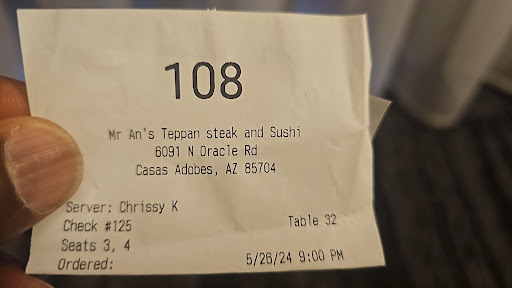 108
Mr An's Teppan steak and Sushi
6091 N Oracle Rd
Casas Adobes, AZ 85704
Server: Chrissy K
Check #125 Table 32
Seats 3, 4
Ordered: 5/26/24 9:00 PM